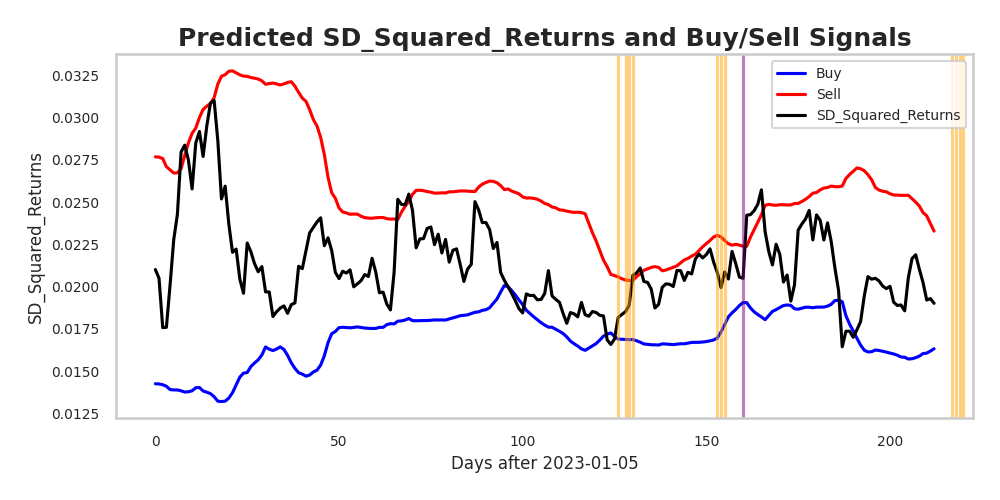 Predicted SD_Squared_Returns and Buy/Sell Signals
SD_Squared_Returns
0.0325
0.0300
0.0275
0.0250
0.0225
0.0200
0.0175
0.0150
0.0125
Buy
Sell
SD_Squared_Returns
0
50
100
150
200
Days after 2023-01-05